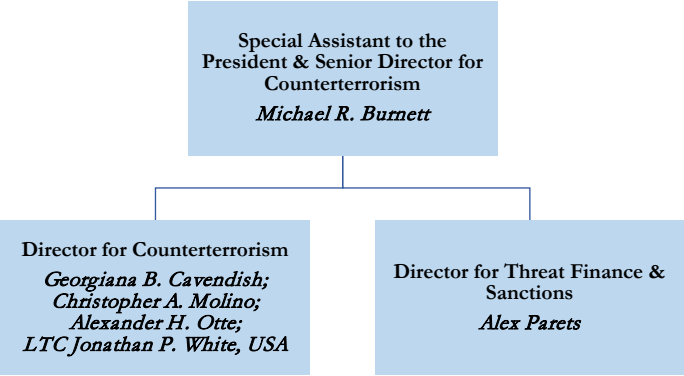 Special Assistant to the
President & Senior Director for
Counterterrorism
Michael R. Burnett
Director for Counterterrorism
Georgiana B. Cavendish;
Christopher A. Molino;
Alexander H. Otte;
LTC Jonathan P. White, USA
Director for Threat Finance &
Sanctions
Alex Parets